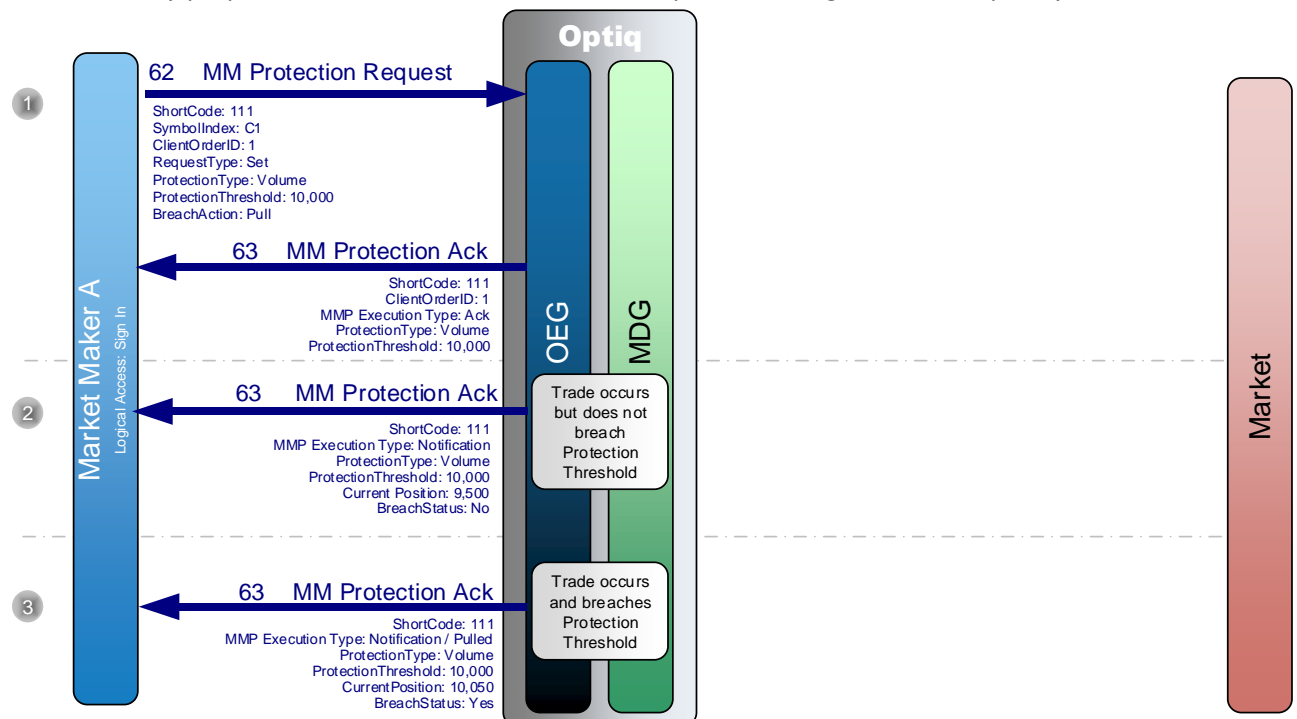 Optiq
1
62 MM Protection Request
ShortCode: 111
SymbolIndex: C1
ClientOrderID: 1
RequestType: Set
ProtectionType: Volume
ProtectionThreshold: 10,000
BreachAction: Pull
63 MM Protection Ack
ShortCode: 111
ClientOrderID: 1
MMP Execution Type: Ack
ProtectionType: Volume
ProtectionThreshold: 10,000
Market Maker A
Logical Access: Sign In
OEG
MDG
Market
2
63 MM Protection Ack
ShortCode: 111
MMP Execution Type: Notification
ProtectionType: Volume
ProtectionThreshold: 10,000
Current Position: 9,500
BreachStatus: No
Trade occurs
but does not
breach
Protection
Threshold
3
63 MM Protection Ack
ShortCode: 111
MMP Execution Type: Notification / Pulled
ProtectionType: Volume
ProtectionThreshold: 10,000
CurrentPosition: 10,050
BreachStatus: Yes
Trade occurs
and breaches
Protection
Threshold